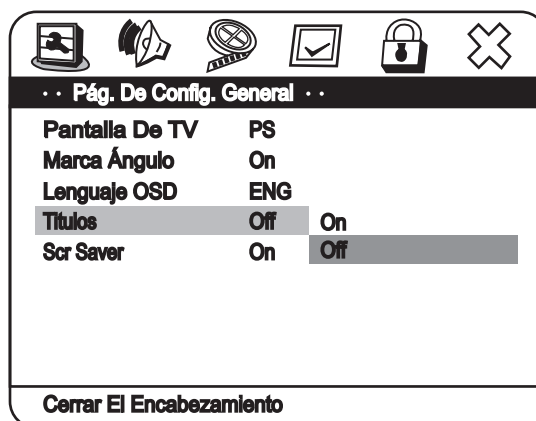 ·· Pág. De Config. General ··
Pantalla De TV PS
Marca Ángulo On
Lenguaje OSD ENG
Títulos Off On
Scr Saver On Off
Cerrar El Encabezamiento